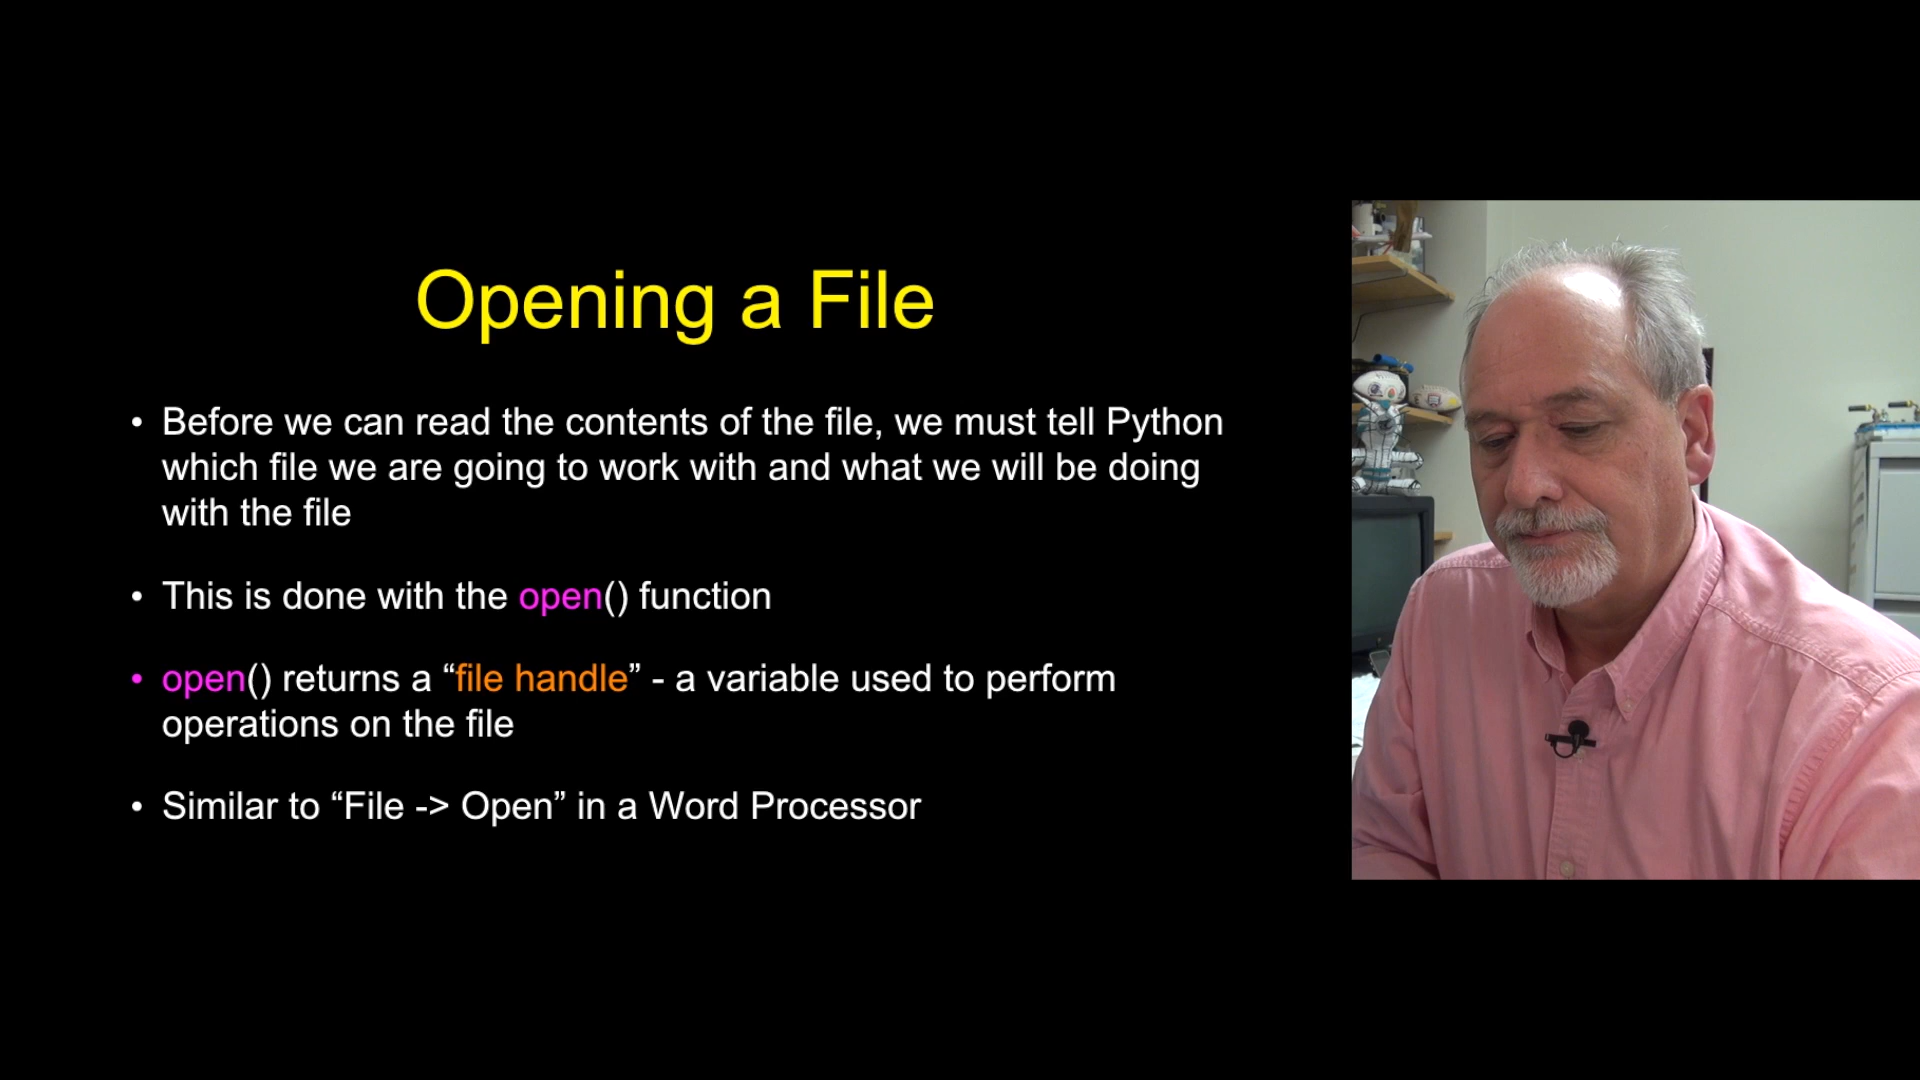 Opening a File
• Before we can read the contents of the file, we must tell Python
which file we are going to work with and what we will be doing
with the file
• This is done with the open() function
• open() returns a “file handle” - a variable used to perform
operations on the file
• Similar to “File -> Open” in a Word Processor